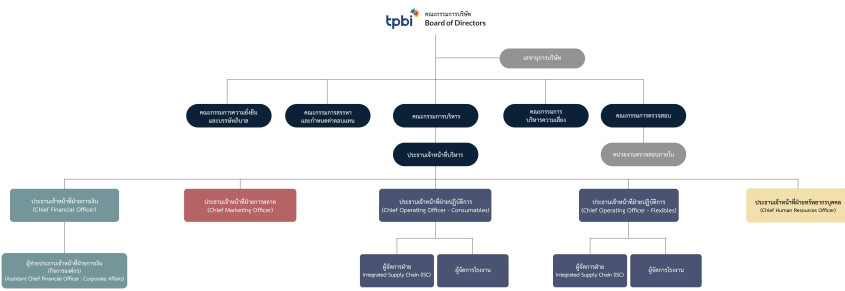 tpbi
คณะกรรมการบริษัท
Board of Directors
เลขานุการบริษัท
คณะกรรมการความยั่งยืน
และบรรษัทภิบาล
คณะกรรมการสรรหา
และกำหนดค่าตอบแทน
คณะกรรมการบริหาร
คณะกรรมการ
บริหารความเสี่ยง
คณะกรรมการตรวจสอบ
ประธานเจ้าหน้าที่บริหาร
หน่วยงานตรวจสอบภายใน
ประธานเจ้าหน้าที่ฝ่ายการเงิน
(Chief Financial Officer)
ประธานเจ้าหน้าที่ฝ่ายการตลาด
(Chief Marketing Officer)
ประธานเจ้าหน้าที่ฝ่ายปฏิบัติการ
(Chief Operating Officer - Consumables)
ประธานเจ้าหน้าที่ฝ่ายปฏิบัติการ
(Chief Operating Officer - Flexibles)
ประธานเจ้าหน้าที่ฝ่ายทรัพยากรบุคคล
(Chief Human Resources Officer)
ผู้ช่วยประธานเจ้าหน้าที่ฝ่ายการเงิน
(กิจการองค์กร)
(Assistant Chief Financial Officer : Corporate Affairs)
ผู้จัดการฝ่าย
Integrated Supply Chain (ISC)
ผู้จัดการโรงงาน
ผู้จัดการฝ่าย
Integrated Supply Chain (ISC)
ผู้จัดการโรงงาน